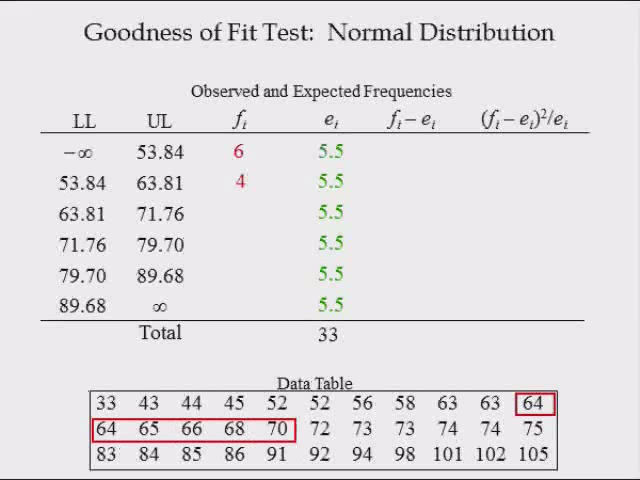 Goodness of Fit Test: Normal Distribution
Observed and Expected Frequencies
LL UL fᵢ eᵢ fᵢ – eᵢ (fᵢ – eᵢ)²/eᵢ
−∞ 53.84 6 5.5
53.84 63.81 4 5.5
63.81 71.76 5.5
71.76 79.70 5.5
79.70 89.68 5.5
89.68 ∞ 5.5
Total 33
Data Table
33 43 44 45 52 52 56 58 63 63 64
64 65 66 68 70 72 73 73 74 74 75
83 84 85 86 91 92 94 98 101 102 105